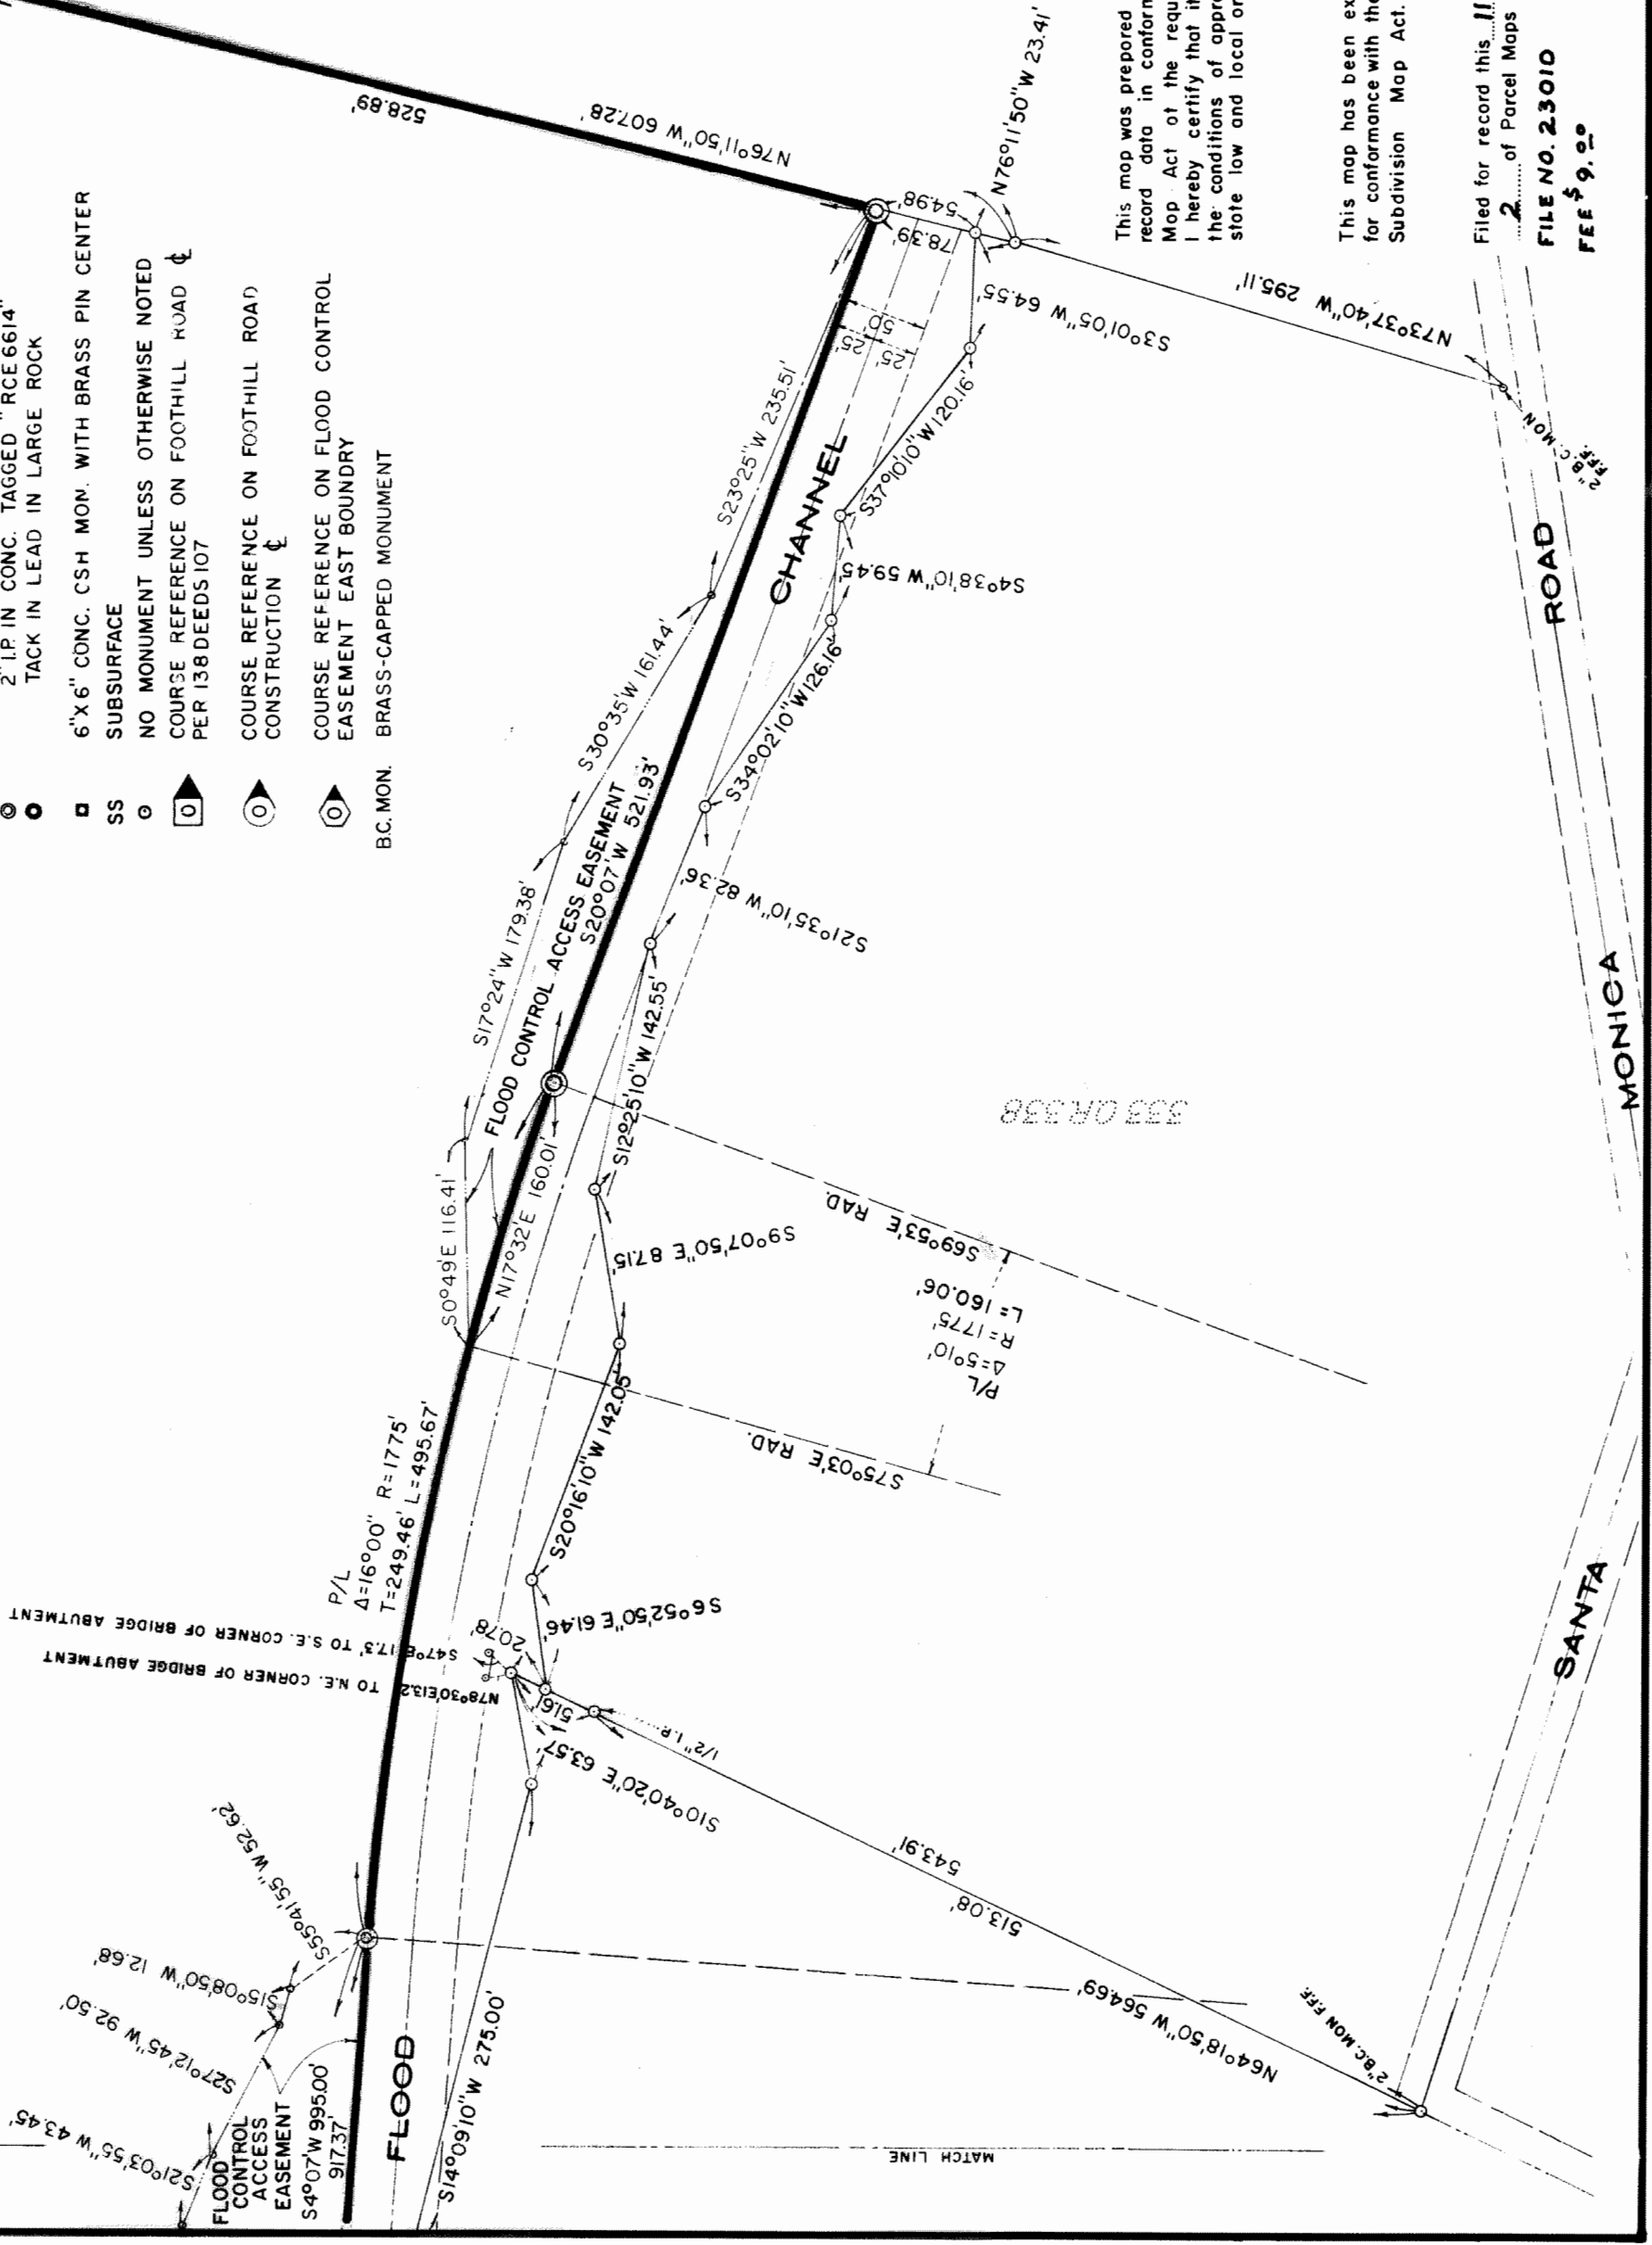 2" I.P. IN CONC. TAGGED "RCE 6614"
TACK IN LEAD IN LARGE ROCK
6"X 6" CONC. CSH MON. WITH BRASS PIN CENTER
SS SUBSURFACE
NO MONUMENT UNLESS OTHERWISE NOTED
COURSE REFERENCE ON FOOTHILL ROAD ℄
PER 138 DEEDS 107
COURSE REFERENCE ON FOOTHILL ROAD
CONSTRUCTION ℄
COURSE REFERENCE ON FLOOD CONTROL
EASEMENT EAST BOUNDRY
B.C. MON. BRASS-CAPPED MONUMENT
528.89'
N76°11'50"W 607.28'
54.98'
78.39'
N76°11'50"W 23.41'
S3°01'05"W 64.55'
N73°37'40"W 295.11'
2" B.C. MON
F.F.F.
50'
25'
25'
S23°25'W 235.51'
CHANNEL
S37°10'10"W 120.16'
S4°38'10"W 59.45'
S34°02'10"W 126.16'
S30°35'W 161.44'
FLOOD CONTROL ACCESS EASEMENT
S20°07'W 521.93'
S21°35'10"W 82.36'
S17°24'W 179.38'
S12°25'10"W 142.55'
S0°49'E 116.41'
N17°32'E 160.01'
S9°07'50"E 87.15'
333 OR 338
S69°53'E RAD.
P/L
Δ=5°10'
R=1775'
L=160.06'
S75°03'E RAD.
S20°16'10"W 142.05'
P/L
Δ=16°00" R=1775'
T=249.46' L=495.67'
S47°E 17.3' TO S.E. CORNER OF BRIDGE ABUTMENT
N78°30'E 13.2' TO N.E. CORNER OF BRIDGE ABUTMENT
20.78'
S6°52'50"E 61.46'
51.61'
1/2" I.P.
S10°40'20"E 63.57'
543.91'
513.08'
N64°18'50"W 564.69'
2" B.C. MON F.F.F.
S55°41'55"W 52.62'
S15°08'50"W 12.68'
S27°12'45"W 92.50'
S21°03'55"W 43.45'
FLOOD
CONTROL
ACCESS
EASEMENT
S4°07'W 995.00'
917.37'
FLOOD
S14°09'10"W 275.00'
MATCH LINE
SANTA
MONICA
ROAD
This map was prepared
record data in conform
Map Act at the requ
I hereby certify that it
the conditions of appr
state law and local or
This map has been ex
for conformance with the
Subdivision Map Act.
Filed for record this 11
2 of Parcel Maps
FILE NO. 23010
FEE $9.00